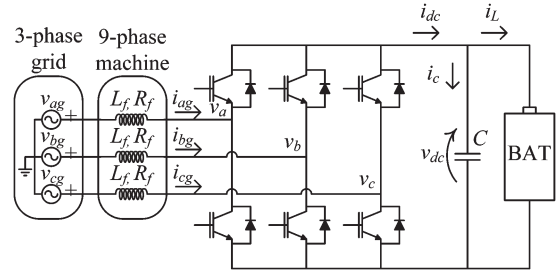 3-phase grid
9-phase machine
i_dc
i_L
v_ag
+
L_f, R_f
i_ag
v_a
i_c
v_bg
+
L_f, R_f
i_bg
v_b
v_dc
C
BAT
v_cg
+
L_f, R_f
i_cg
v_c